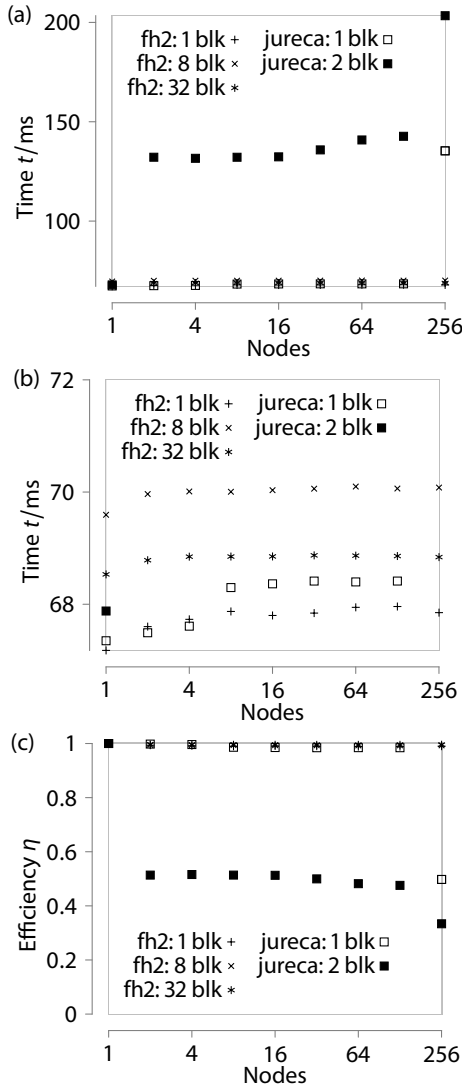 (a)
200
150
100
Time t/ms
fh2: 1 blk + jureca: 1 blk □
fh2: 8 blk × jureca: 2 blk ■
fh2: 32 blk *
1 4 16 64 256
Nodes
(b)
72
70
68
Time t/ms
fh2: 1 blk + jureca: 1 blk □
fh2: 8 blk × jureca: 2 blk ■
fh2: 32 blk *
1 4 16 64 256
Nodes
(c)
1
0.8
0.6
0.4
0.2
0
Efficiency η
fh2: 1 blk + jureca: 1 blk □
fh2: 8 blk × jureca: 2 blk ■
fh2: 32 blk *
1 4 16 64 256
Nodes